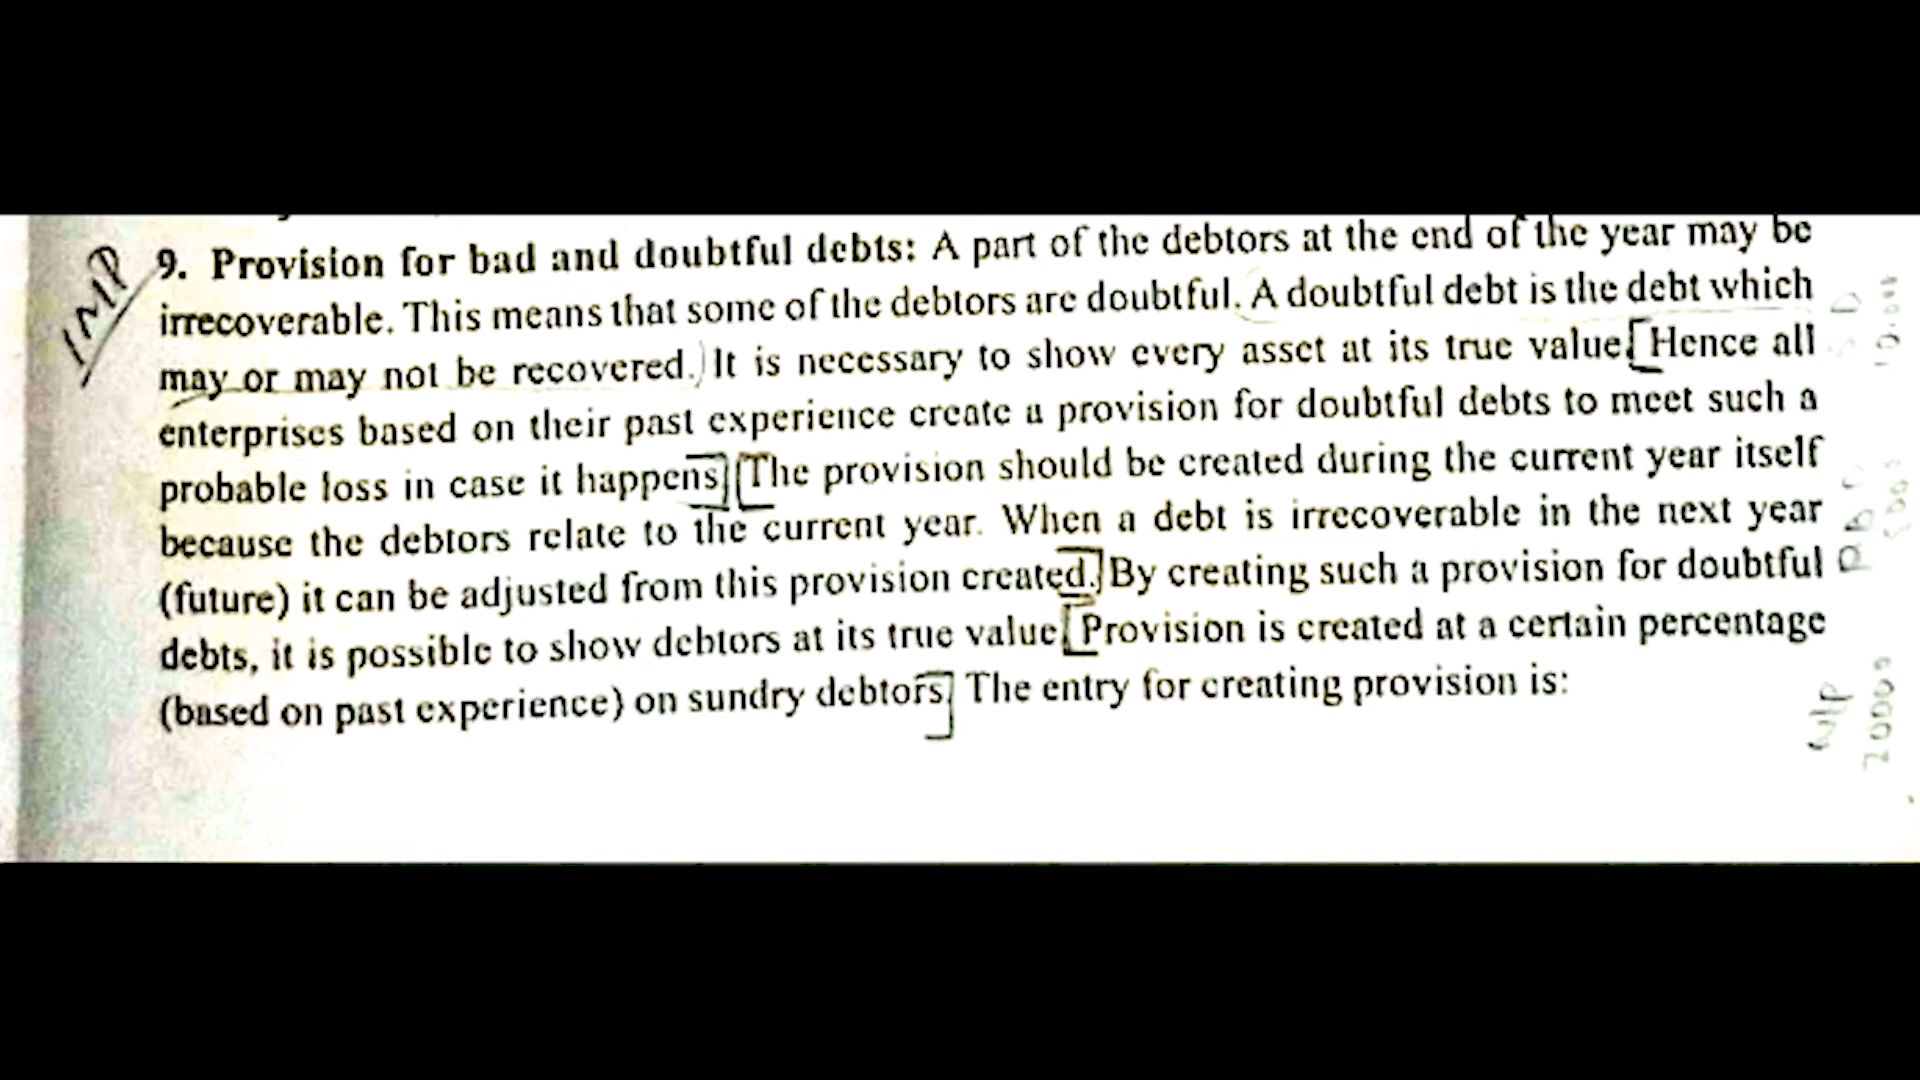 IMP
9. Provision for bad and doubtful debts: A part of the debtors at the end of the year may be
irrecoverable. This means that some of the debtors are doubtful. A doubtful debt is the debt which
may or may not be recovered. It is necessary to show every asset at its true value. [Hence all
enterprises based on their past experience create a provision for doubtful debts to meet such a
probable loss in case it happens] [The provision should be created during the current year itself
because the debtors relate to the current year. When a debt is irrecoverable in the next year
(future) it can be adjusted from this provision created.] By creating such a provision for doubtful
debts, it is possible to show debtors at its true value. [Provision is created at a certain percentage
(based on past experience) on sundry debtors] The entry for creating provision is:
20000